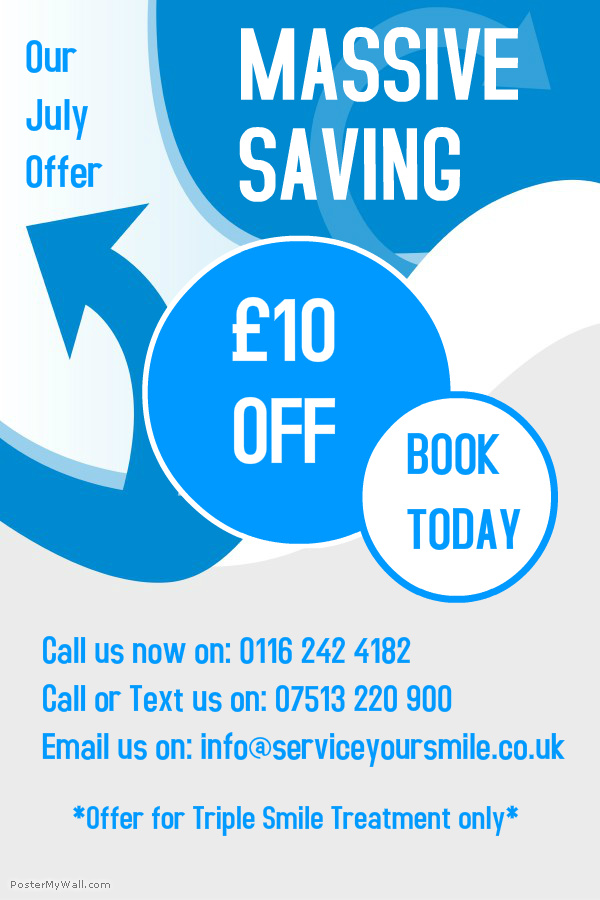 Our
July
Offer
MASSIVE
SAVING
£10
OFF
BOOK
TODAY
Call us now on: 0116 242 4182
Call or Text us on: 07513 220 900
Email us on: info@serviceyoursmile.co.uk
*Offer for Triple Smile Treatment only*
PosterMyWall.com